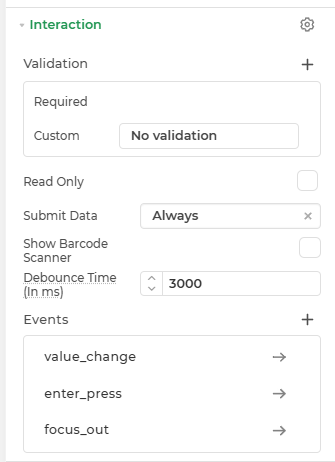 Interaction
Validation
Required
Custom No validation
Read Only
Submit Data Always
Show Barcode
Scanner
Debounce Time
(In ms) 3000
Events
value_change
enter_press
focus_out